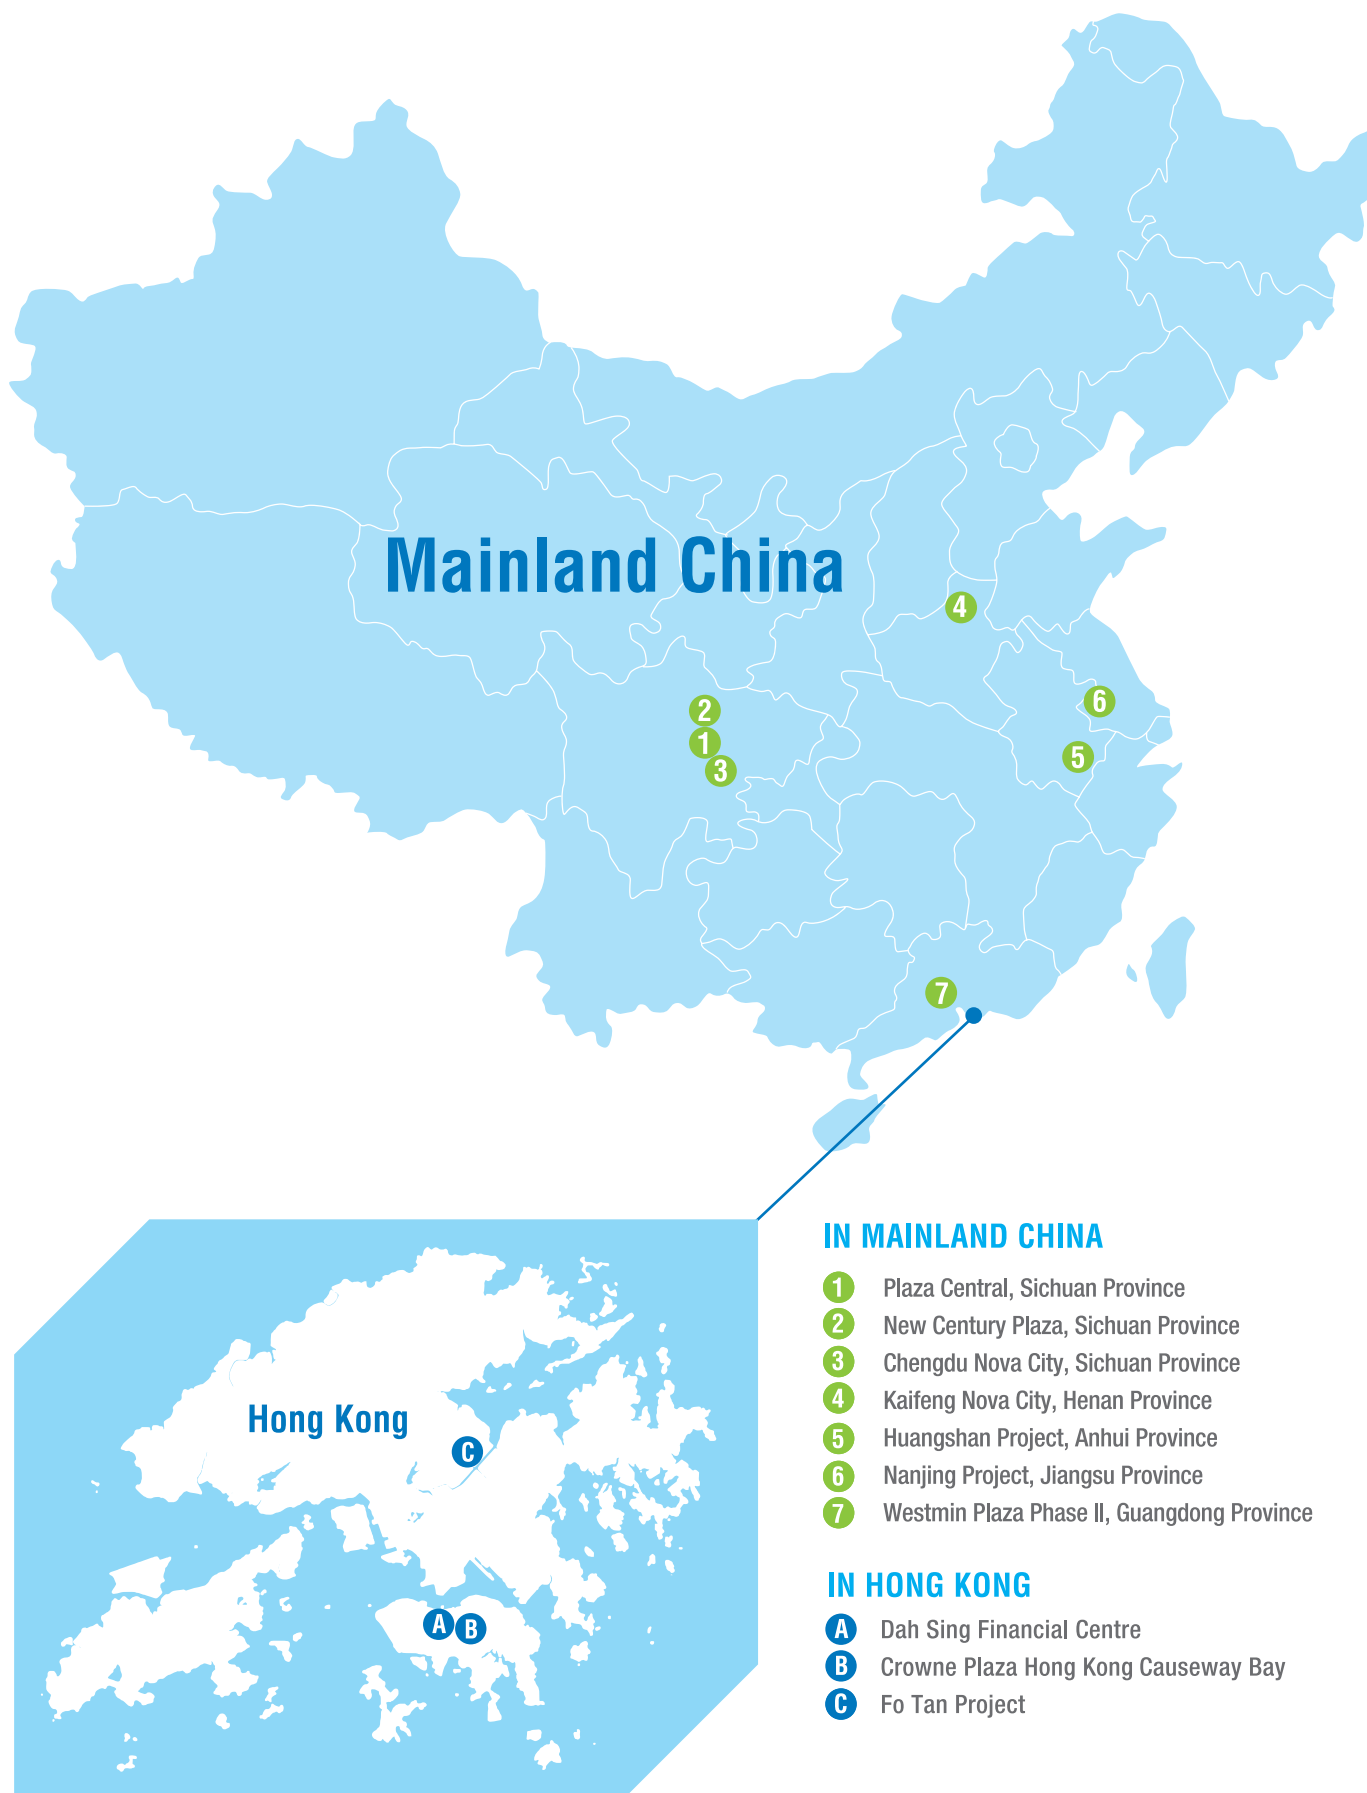 Mainland China
4
6
2
1
5
3
7
IN MAINLAND CHINA
1 Plaza Central, Sichuan Province
2 New Century Plaza, Sichuan Province
3 Chengdu Nova City, Sichuan Province
4 Kaifeng Nova City, Henan Province
5 Huangshan Project, Anhui Province
6 Nanjing Project, Jiangsu Province
7 Westmin Plaza Phase II, Guangdong Province
Hong Kong
C
A B
IN HONG KONG
A Dah Sing Financial Centre
B Crowne Plaza Hong Kong Causeway Bay
C Fo Tan Project